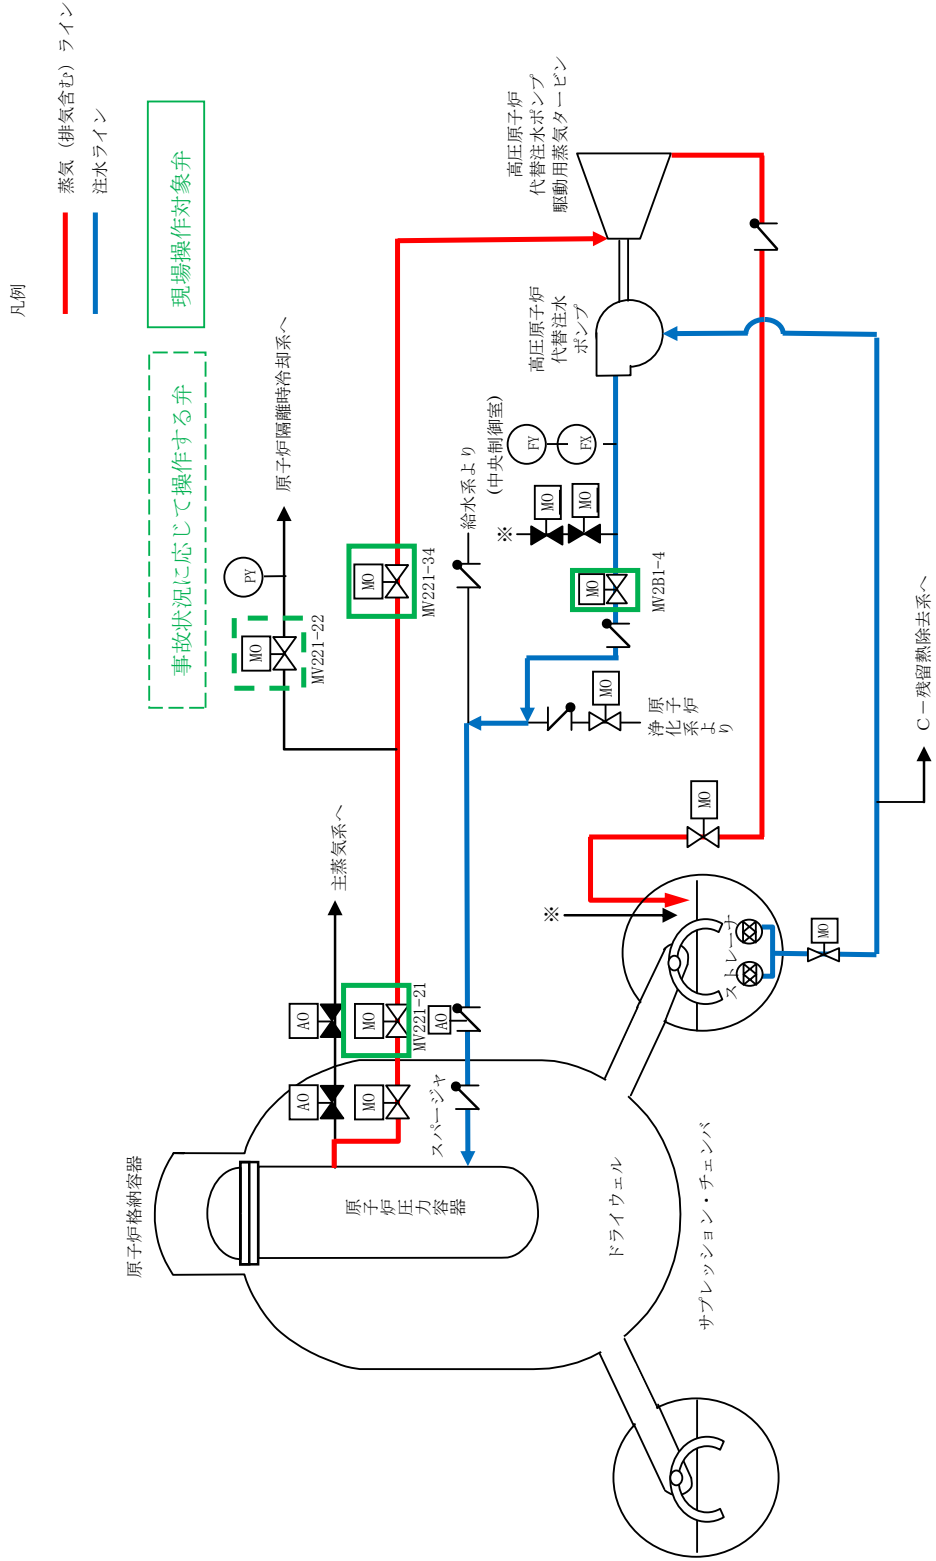 凡例
蒸気（排気含む）ライン
注水ライン
現場操作対象弁
事故状況に応じて操作する弁
原子炉格納容器
原子炉圧力容器
AO
AO
主蒸気系へ
MO
MO
MV221-21
MO
MV221-22
PY
原子炉隔離時冷却系へ
MO
MV221-34
スパージャ
AO
給水系より
(中央制御室)
FY
FX
※
MO
MO
MO
MV2B1-4
MO
原子炉
浄化系より
高圧原子炉
代替注水
ポンプ
高圧原子炉
代替注水ポンプ
駆動用蒸気タービン
ドライウェル
サプレッション・チェンバ
※
ストレーナ
MO
MO
C－残留熱除去系へ